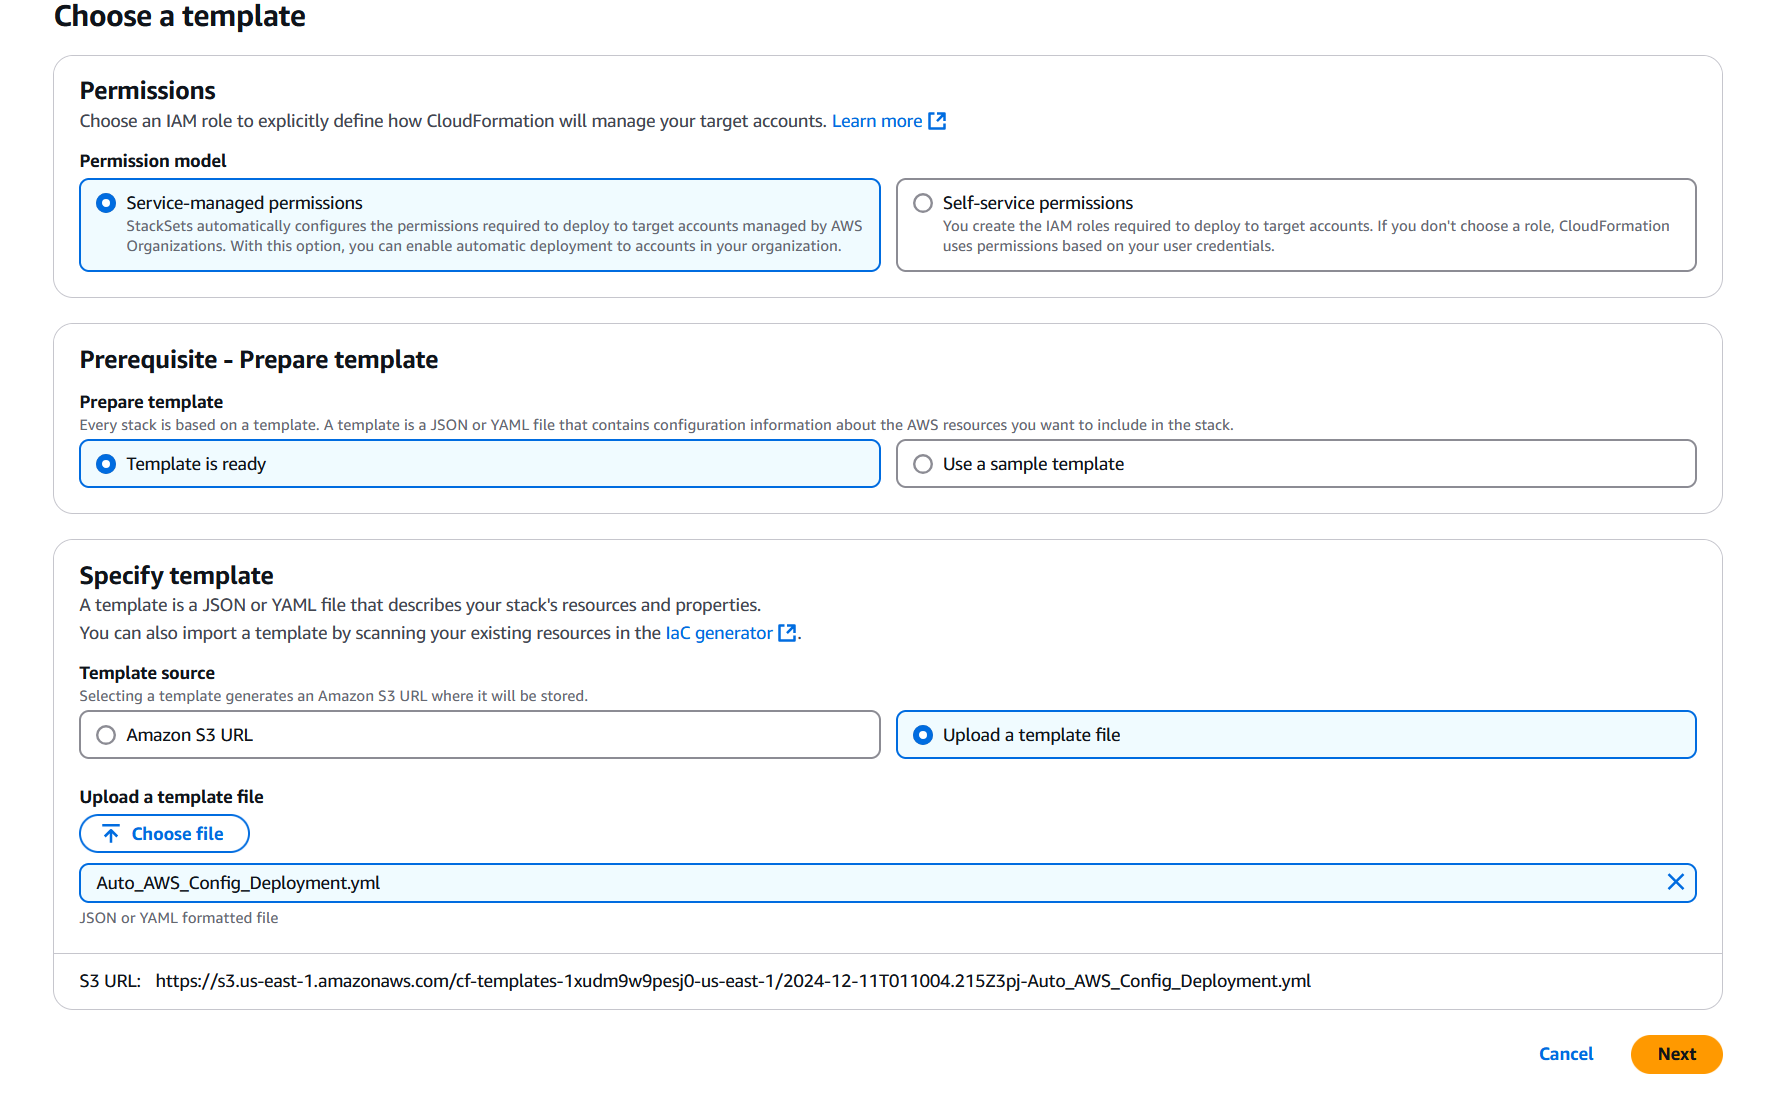 Choose a template
Permissions
Choose an IAM role to explicitly define how CloudFormation will manage your target accounts. Learn more
Permission model
Service-managed permissions
StackSets automatically configures the permissions required to deploy to target accounts managed by AWS
Organizations. With this option, you can enable automatic deployment to accounts in your organization.
Self-service permissions
You create the IAM roles required to deploy to target accounts. If you don't choose a role, CloudFormation
uses permissions based on your user credentials.
Prerequisite - Prepare template
Prepare template
Every stack is based on a template. A template is a JSON or YAML file that contains configuration information about the AWS resources you want to include in the stack.
Template is ready
Use a sample template
Specify template
A template is a JSON or YAML file that describes your stack's resources and properties.
You can also import a template by scanning your existing resources in the IaC generator.
Template source
Selecting a template generates an Amazon S3 URL where it will be stored.
Amazon S3 URL
Upload a template file
Upload a template file
Choose file
Auto_AWS_Config_Deployment.yml
JSON or YAML formatted file
S3 URL: https://s3.us-east-1.amazonaws.com/cf-templates-1xudm9w9pesj0-us-east-1/2024-12-11T011004.215Z3pj-Auto_AWS_Config_Deployment.yml
Cancel
Next